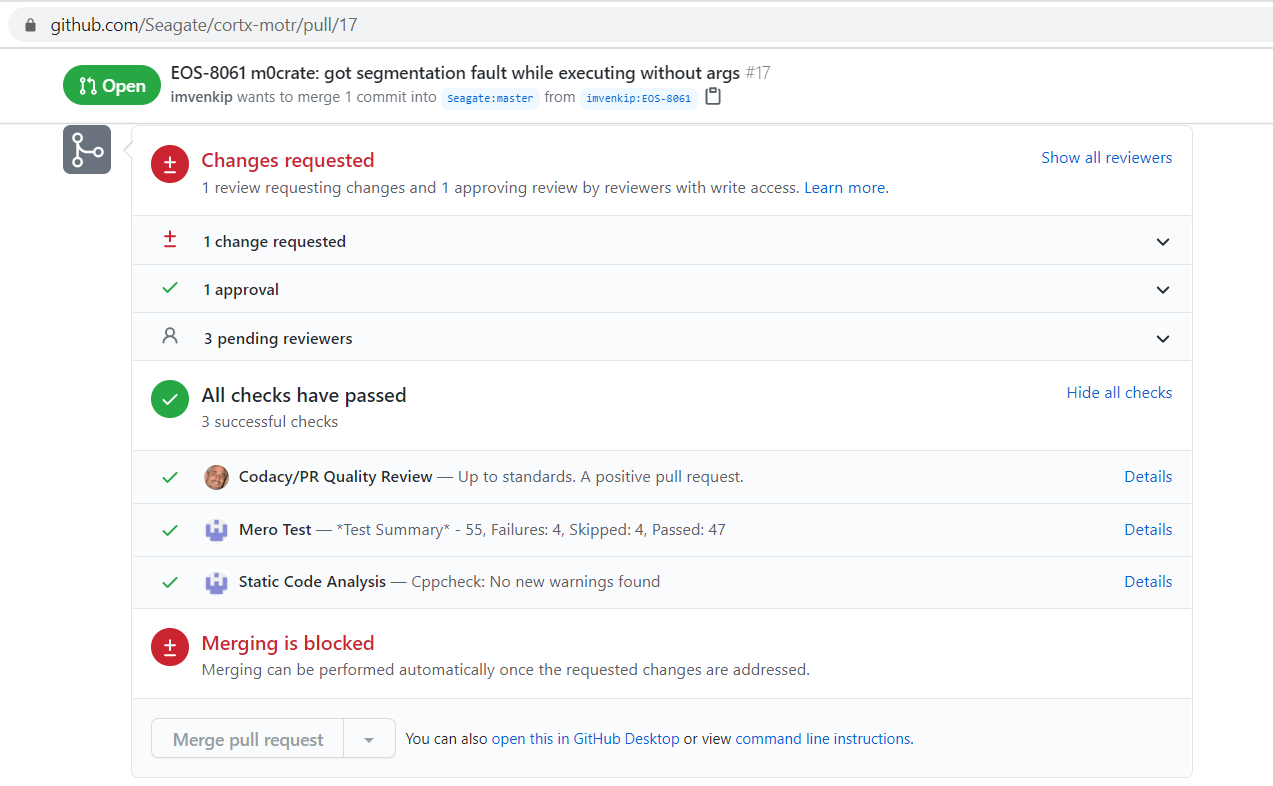 github.com/Seagate/cortx-motr/pull/17
Open
EOS-8061 m0crate: got segmentation fault while executing without args #17
imvenkip wants to merge 1 commit into Seagate:master from imvenkip:EOS-8061
Changes requested
Show all reviewers
1 review requesting changes and 1 approving review by reviewers with write access. Learn more.
1 change requested
1 approval
3 pending reviewers
All checks have passed
Hide all checks
3 successful checks
Codacy/PR Quality Review — Up to standards. A positive pull request. Details
Mero Test — *Test Summary* - 55, Failures: 4, Skipped: 4, Passed: 47 Details
Static Code Analysis — Cppcheck: No new warnings found Details
Merging is blocked
Merging can be performed automatically once the requested changes are addressed.
Merge pull request You can also open this in GitHub Desktop or view command line instructions.